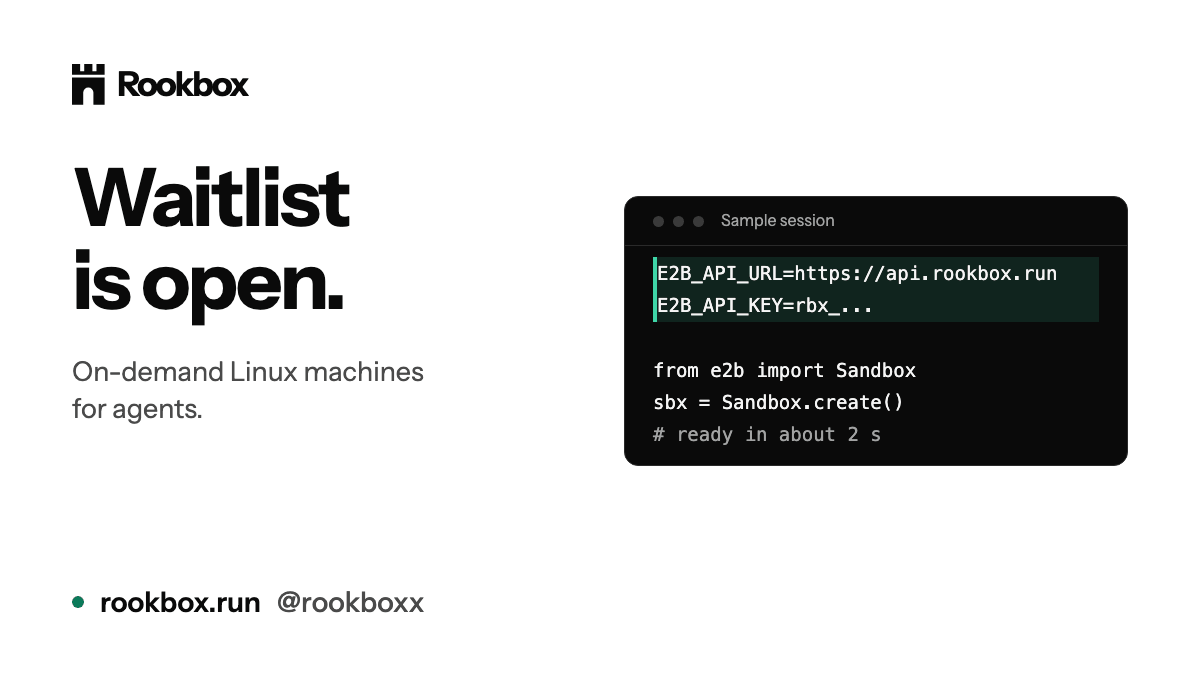 Rookbox
Waitlist
is open.
On-demand Linux machines
for agents.
Sample session
E2B_API_URL=https://api.rookbox.run
E2B_API_KEY=rbx_...
from e2b import Sandbox
sbx = Sandbox.create()
# ready in about 2 s
rookbox.run @rookboxx